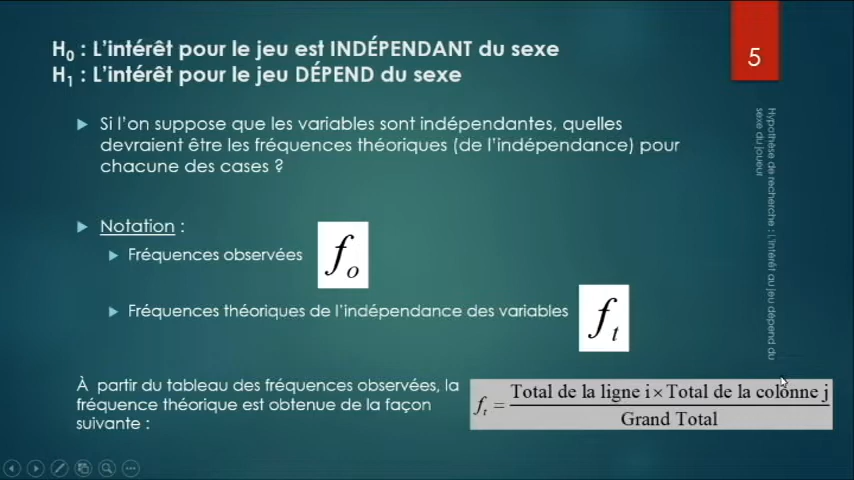 H₀ : L'intérêt pour le jeu est INDÉPENDANT du sexe
H₁ : L'intérêt pour le jeu DÉPEND du sexe
5
Hypothèse de recherche : L'intérêt au jeu dépend du
sexe du joueur
Si l'on suppose que les variables sont indépendantes, quelles
devraient être les fréquences théoriques (de l'indépendance) pour
chacune des cases ?
Notation :
Fréquences observées
fₒ
Fréquences théoriques de l'indépendance des variables
fₜ
À partir du tableau des fréquences observées, la
fréquence théorique est obtenue de la façon
suivante :
fₜ = Total de la ligne i × Total de la colonne j
Grand Total